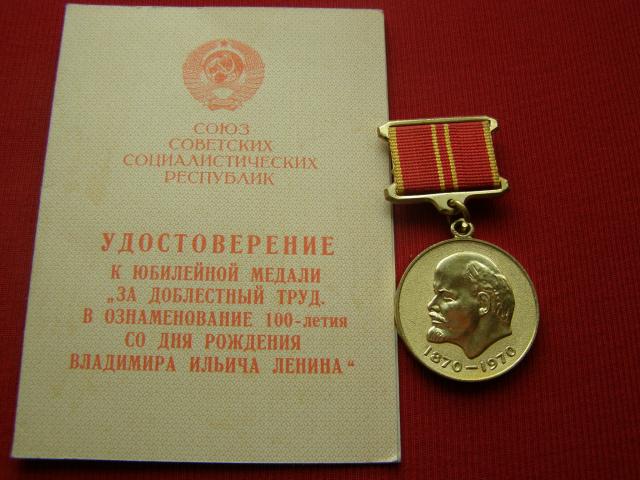 СОЮЗ
СОВЕТСКИХ
СОЦИАЛИСТИЧЕСКИХ
РЕСПУБЛИК
УДОСТОВЕРЕНИЕ
К ЮБИЛЕЙНОЙ МЕДАЛИ
„ЗА ДОБЛЕСТНЫЙ ТРУД.
В ОЗНАМЕНОВАНИЕ 100-летия
СО ДНЯ РОЖДЕНИЯ
ВЛАДИМИРА ИЛЬИЧА ЛЕНИНА“
1870—1970